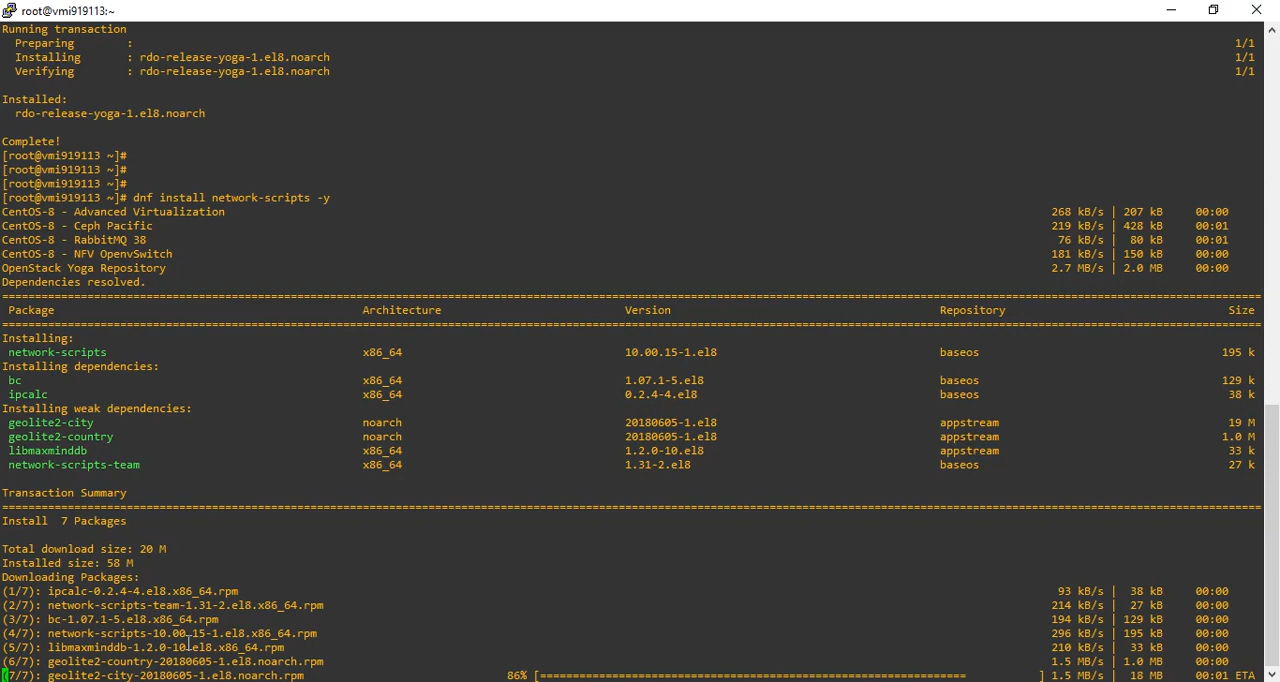 root@vmi919113:~
Running transaction
Preparing : 1/1
Installing : rdo-release-yoga-1.el8.noarch 1/1
Verifying : rdo-release-yoga-1.el8.noarch 1/1
Installed:
rdo-release-yoga-1.el8.noarch
Complete!
[root@vmi919113 ~]#
[root@vmi919113 ~]#
[root@vmi919113 ~]#
[root@vmi919113 ~]# dnf install network-scripts -y
CentOS-8 - Advanced Virtualization 268 kB/s | 207 kB 00:00
CentOS-8 - Ceph Pacific 219 kB/s | 428 kB 00:01
CentOS-8 - RabbitMQ 38 76 kB/s | 80 kB 00:01
CentOS-8 - NFV OpenvSwitch 181 kB/s | 150 kB 00:00
OpenStack Yoga Repository 2.7 MB/s | 2.0 MB 00:00
Dependencies resolved.
Package Architecture Version Repository Size
Installing:
network-scripts x86_64 10.00.15-1.el8 baseos 195 k
Installing dependencies:
bc x86_64 1.07.1-5.el8 baseos 129 k
ipcalc x86_64 0.2.4-4.el8 baseos 38 k
Installing weak dependencies:
geolite2-city noarch 20180605-1.el8 appstream 19 M
geolite2-country noarch 20180605-1.el8 appstream 1.0 M
libmaxminddb x86_64 1.2.0-10.el8 appstream 33 k
network-scripts-team x86_64 1.31-2.el8 baseos 27 k
Transaction Summary
Install 7 Packages
Total download size: 20 M
Installed size: 58 M
Downloading Packages:
(1/7): ipcalc-0.2.4-4.el8.x86_64.rpm 93 kB/s | 38 kB 00:00
(2/7): network-scripts-team-1.31-2.el8.x86_64.rpm 214 kB/s | 27 kB 00:00
(3/7): bc-1.07.1-5.el8.x86_64.rpm 194 kB/s | 129 kB 00:00
(4/7): network-scripts-10.00.15-1.el8.x86_64.rpm 296 kB/s | 195 kB 00:00
(5/7): libmaxminddb-1.2.0-10.el8.x86_64.rpm 210 kB/s | 33 kB 00:00
(6/7): geolite2-country-20180605-1.el8.noarch.rpm 1.5 MB/s | 1.0 MB 00:00
(7/7): geolite2-city-20180605-1.el8.noarch.rpm 86% [================================================================= ] 1.5 MB/s | 18 MB 00:01 ETA